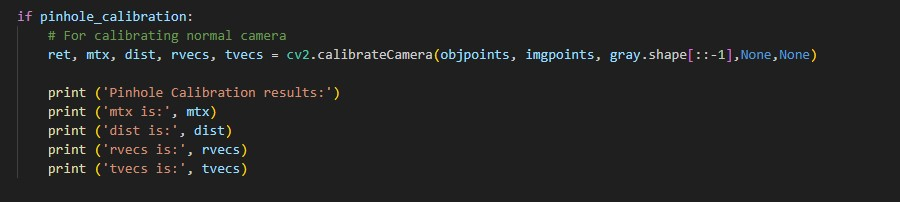 if pinhole_calibration:
    # For calibrating normal camera
    ret, mtx, dist, rvecs, tvecs = cv2.calibrateCamera(objpoints, imgpoints, gray.shape[::-1],None,None)

    print ('Pinhole Calibration results:')
    print ('mtx is:', mtx)
    print ('dist is:', dist)
    print ('rvecs is:', rvecs)
    print ('tvecs is:', tvecs)